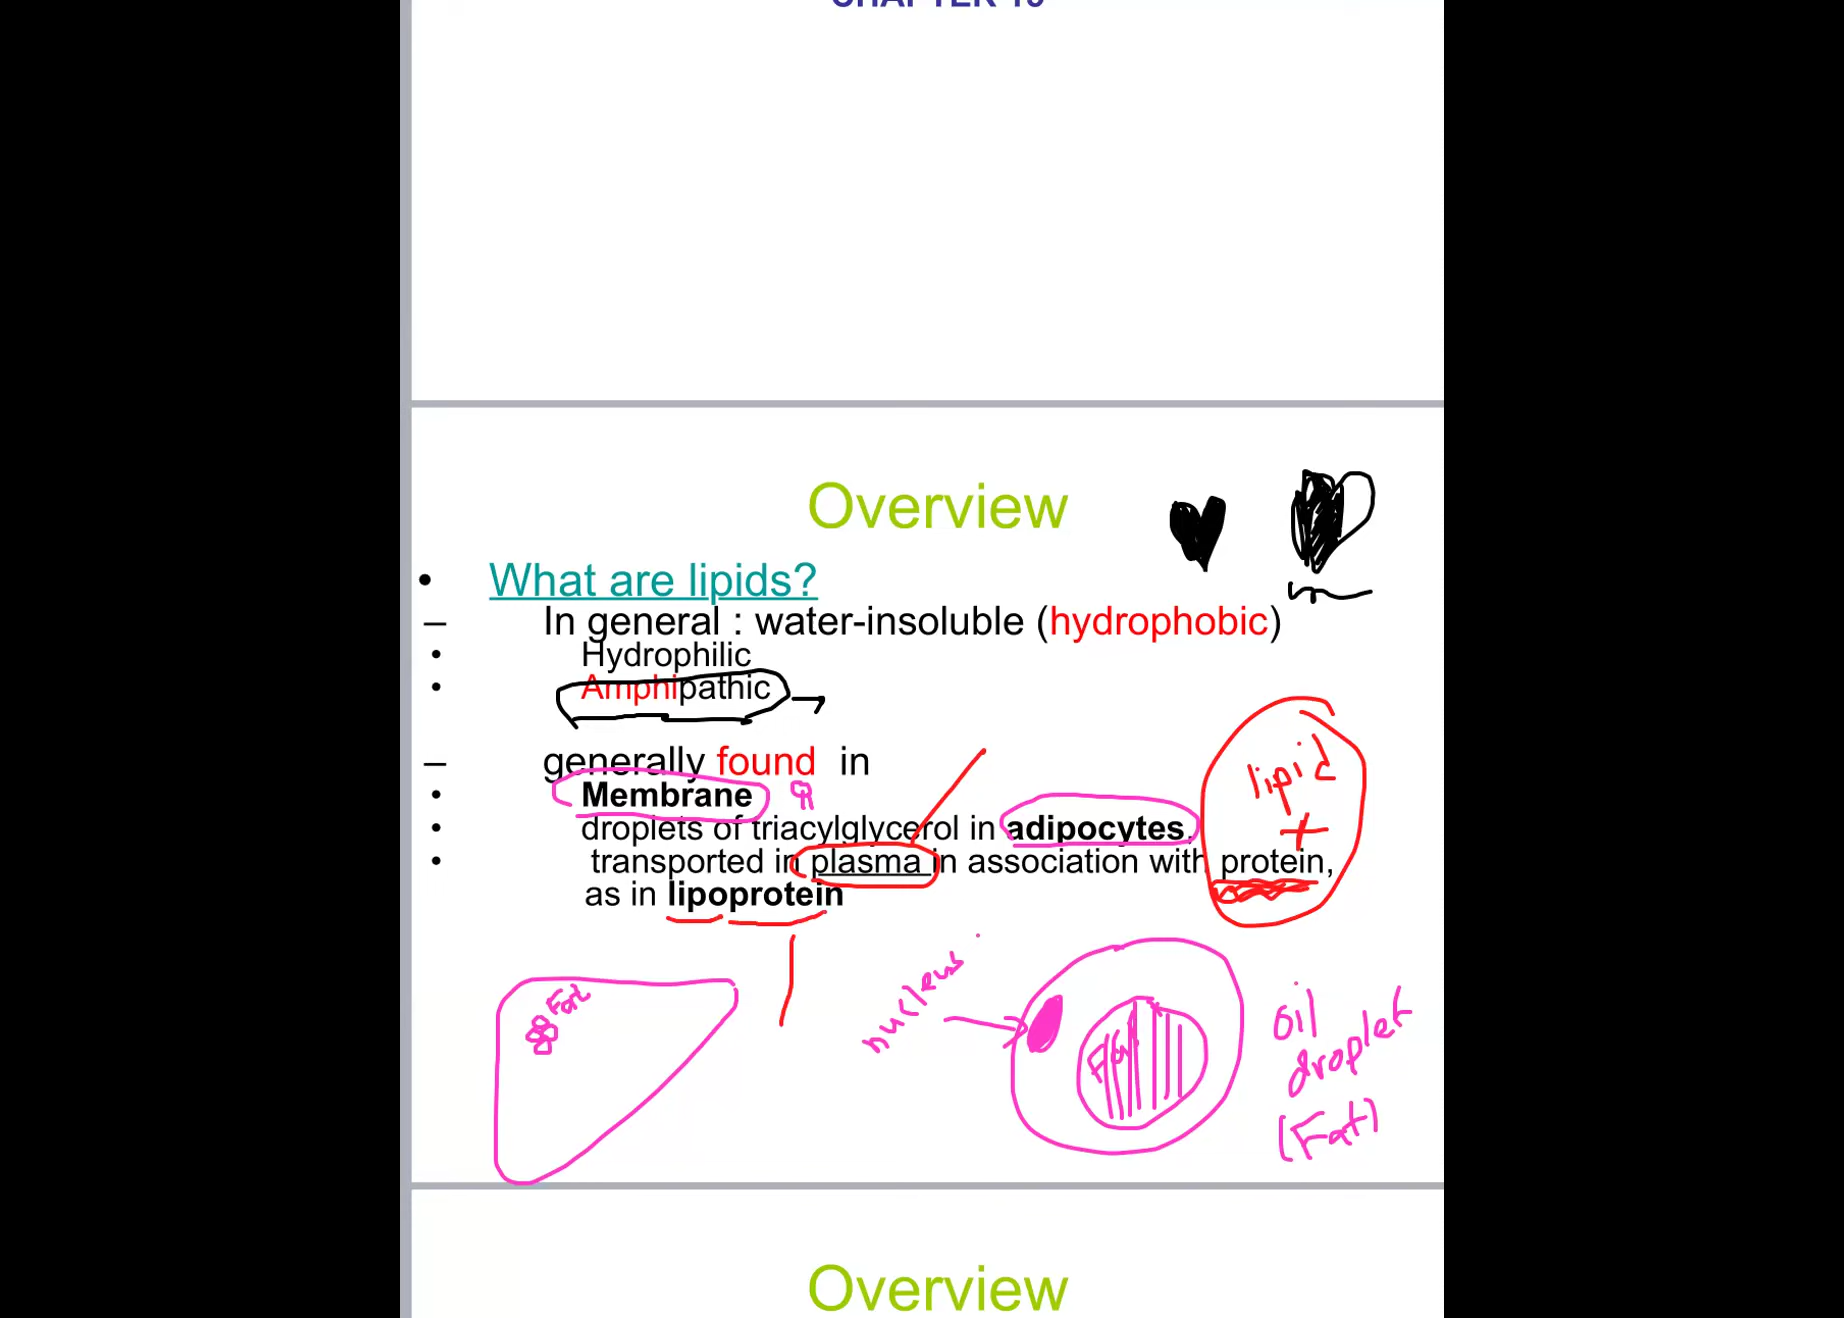 Overview
• What are lipids?
– In general : water-insoluble (hydrophobic)
• Hydrophilic
• Amphipathic
– generally found in
• Membrane
• droplets of triacylglycerol in adipocytes,
• transported in plasma in association with protein,
as in lipoprotein
lipid
+
Fat
nucleus
Fat
oil
droplet
(Fat)
Overview